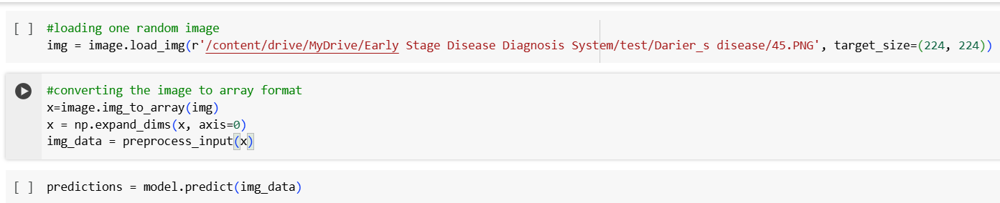 [ ] #loading one random image
img = image.load_img(r'/content/drive/MyDrive/Early Stage Disease Diagnosis System/test/Darier_s disease/45.PNG', target_size=(224, 224))
#converting the image to array format
x=image.img_to_array(img)
x = np.expand_dims(x, axis=0)
img_data = preprocess_input(x)
[ ] predictions = model.predict(img_data)